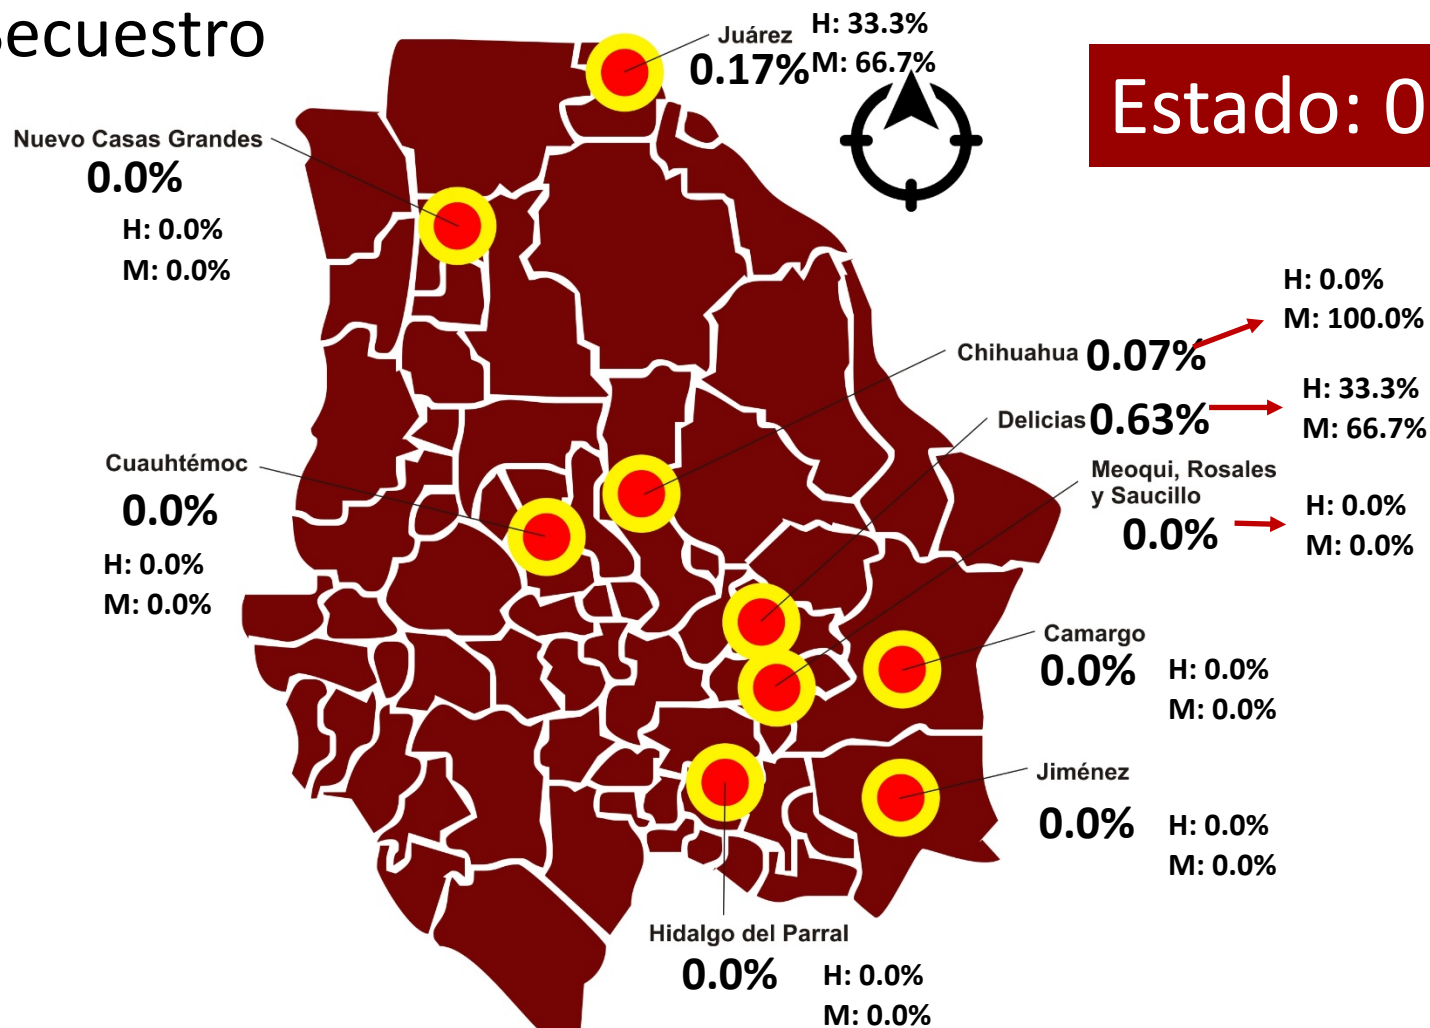 Secuestro
Juárez
0.17%
H: 33.3%
M: 66.7%
Estado: 0
Nuevo Casas Grandes
0.0%
H: 0.0%
M: 0.0%
Chihuahua 0.07%
H: 0.0%
M: 100.0%
Delicias 0.63%
H: 33.3%
M: 66.7%
Cuauhtémoc
0.0%
H: 0.0%
M: 0.0%
Meoqui, Rosales
y Saucillo
0.0%
H: 0.0%
M: 0.0%
Camargo
0.0%
H: 0.0%
M: 0.0%
Jiménez
0.0%
H: 0.0%
M: 0.0%
Hidalgo del Parral
0.0%
H: 0.0%
M: 0.0%